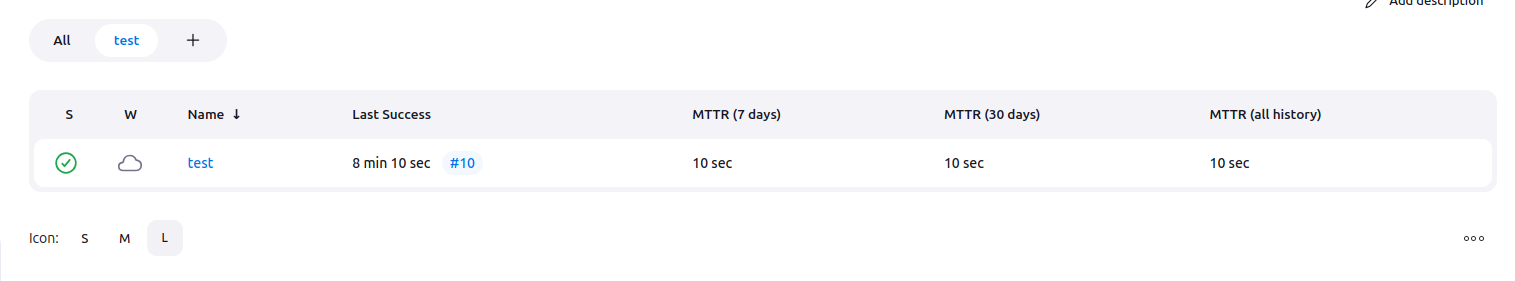 Add description
All test +
S W Name ↓ Last Success MTTR (7 days) MTTR (30 days) MTTR (all history)
test 8 min 10 sec #10 10 sec 10 sec 10 sec
Icon: S M L